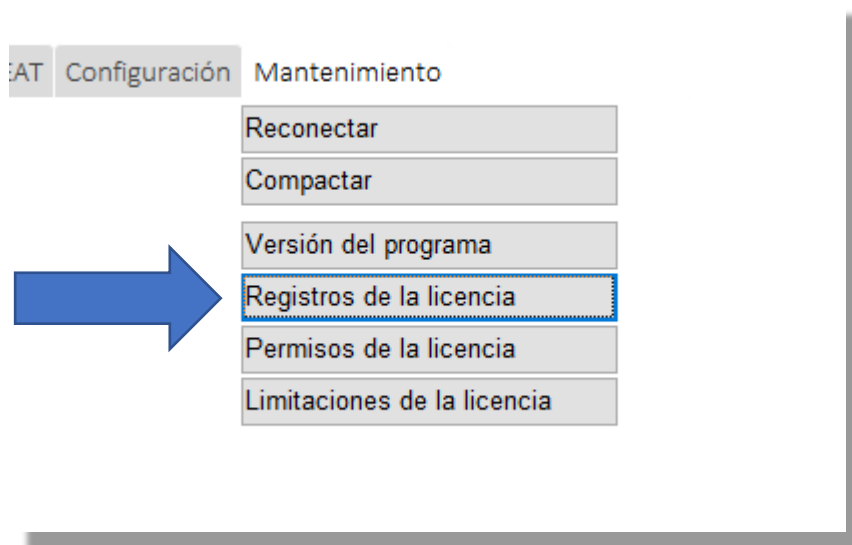 EAT Configuración Mantenimiento
Reconectar
Compactar
Versión del programa
Registros de la licencia
Permisos de la licencia
Limitaciones de la licencia